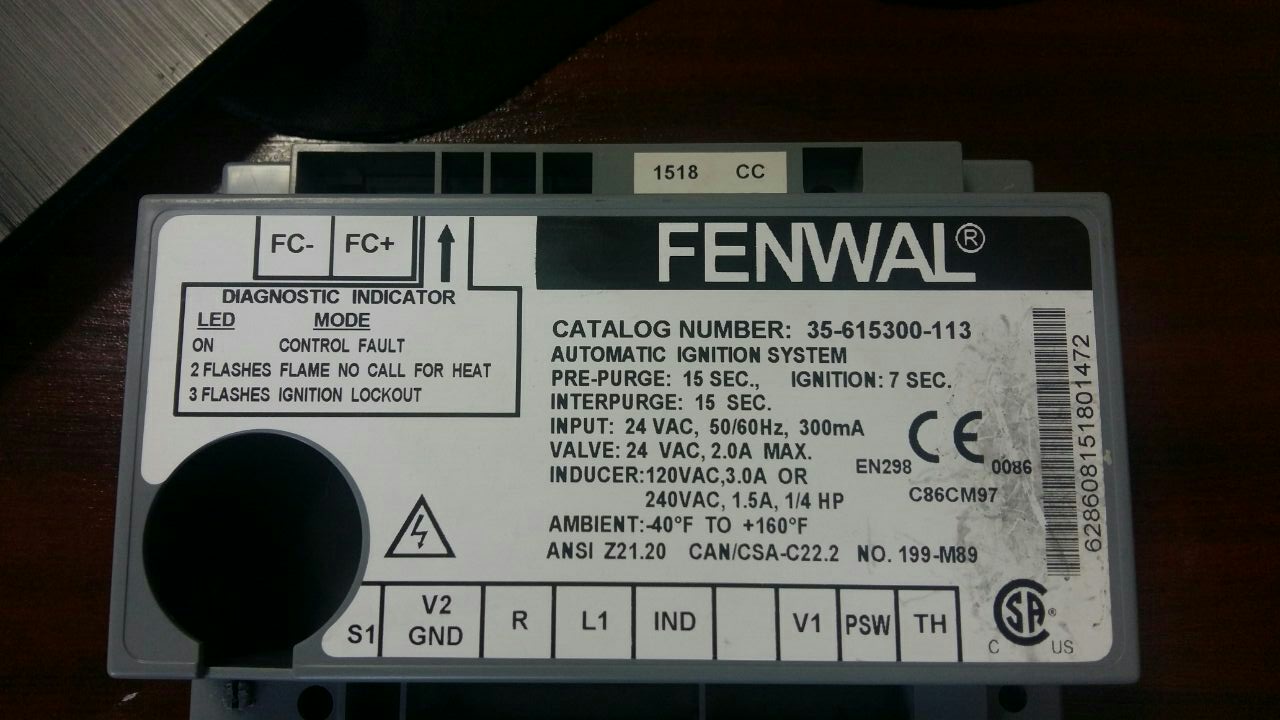 1518 CC
FC- FC+
FENWAL®
DIAGNOSTIC INDICATOR
LED MODE
ON CONTROL FAULT
2 FLASHES FLAME NO CALL FOR HEAT
3 FLASHES IGNITION LOCKOUT
CATALOG NUMBER: 35-615300-113
AUTOMATIC IGNITION SYSTEM
PRE-PURGE: 15 SEC., IGNITION: 7 SEC.
INTERPURGE: 15 SEC.
INPUT: 24 VAC, 50/60Hz, 300mA
VALVE: 24 VAC, 2.0A MAX.
INDUCER:120VAC,3.0A OR
240VAC, 1.5A, 1/4 HP
AMBIENT:-40°F TO +160°F
ANSI Z21.20 CAN/CSA-C22.2 NO. 199-M89
CE
EN298 0086
C86CM97
6286081518014​72
S1 V2 GND R L1 IND V1 PSW TH
CSA®
C US